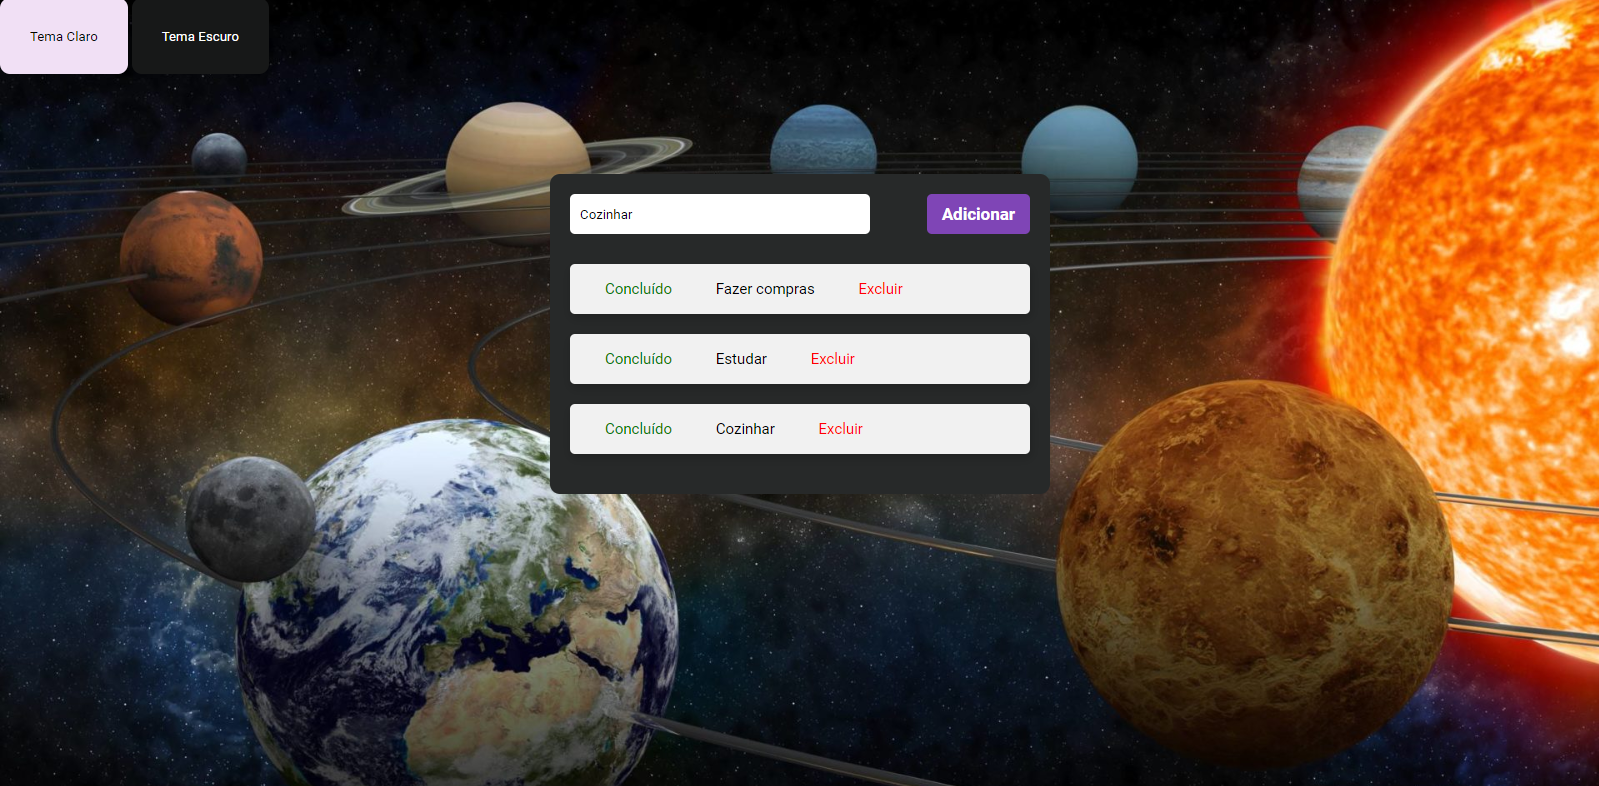 Tema Claro Tema Escuro
Cozinhar Adicionar
Concluído Fazer compras Excluir
Concluído Estudar Excluir
Concluído Cozinhar Excluir